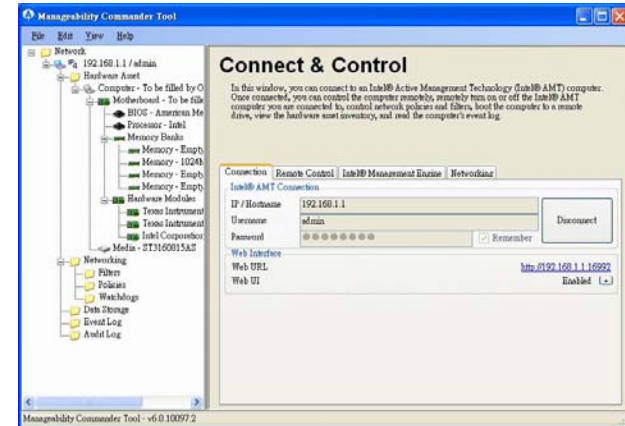 Manageability Commander Tool
File Edit View Help
Network
192.168.1.1 / admin
Hardware Asset
Computer - To be filled by O
Motherboard - To be fille
BIOS - American Me
Processor - Intel
Memory Banks
Memory - Empty
Memory - 1024M
Memory - Empty
Memory - Empty
Hardware Modules
Texas Instrument
Texas Instrument
Intel Corporation
Media - ST3160815AS
Networking
Filters
Policies
Watchdogs
Data Storage
Event Log
Audit Log
Connect & Control
In this window, you can connect to an Intel® Active Management Technology (Intel® AMT) computer.
Once connected, you can control the computer remotely, remotely turn on or off the Intel® AMT
computer you are connected to, control network policies and filters, boot the computer to a remote
drive, view the hardware asset inventory, and read the computer's event log.
Connection Remote Control Intel® Management Engine Networking
Intel® AMT Connection
IP / Hostname 192.168.1.1
Username admin
Disconnect
Password
Remember
Web Interface
Web URL http://192.168.1.1:16992
Web UI Enabled
Manageability Commander Tool - v6.0.10097.2